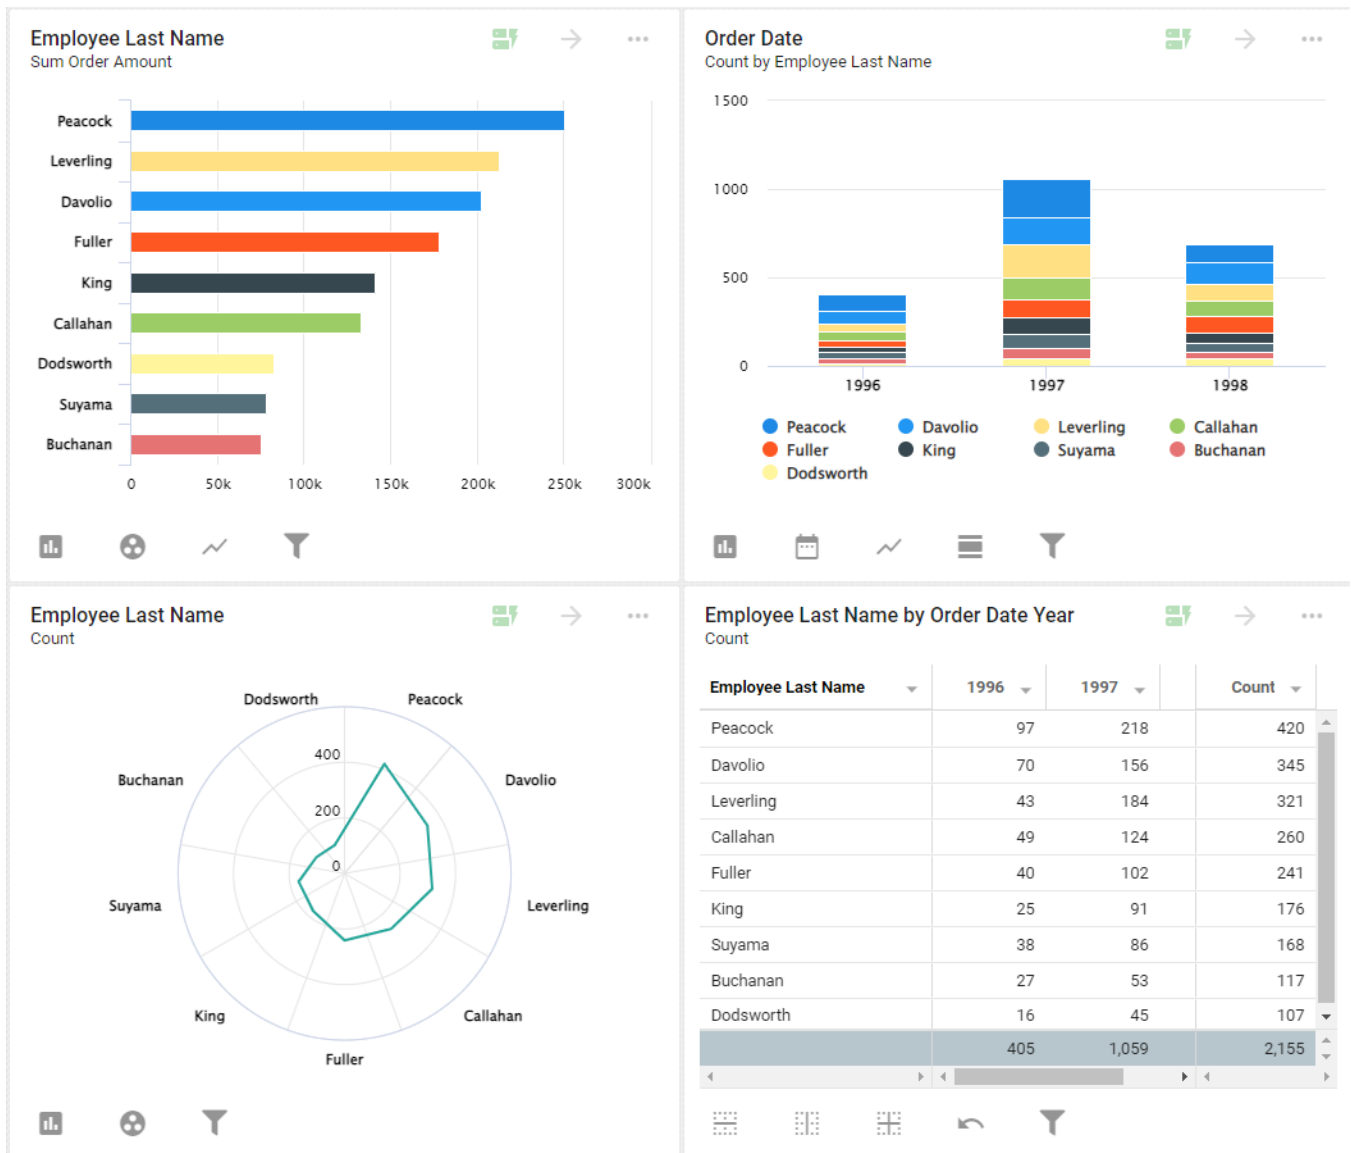 Employee Last Name
Sum Order Amount
Peacock
Leverling
Davolio
Fuller
King
Callahan
Dodsworth
Suyama
Buchanan
0 50k 100k 150k 200k 250k 300k
Order Date
Count by Employee Last Name
1500
1000
500
0
1996 1997 1998
Peacock Davolio Leverling Callahan
Fuller King Suyama Buchanan
Dodsworth
Employee Last Name
Count
Dodsworth Peacock
400
Buchanan Davolio
200
0
Suyama Leverling
King Callahan
Fuller
Employee Last Name by Order Date Year
Count
Employee Last Name 1996 1997 Count
Peacock 97 218 420
Davolio 70 156 345
Leverling 43 184 321
Callahan 49 124 260
Fuller 40 102 241
King 25 91 176
Suyama 38 86 168
Buchanan 27 53 117
Dodsworth 16 45 107
405 1,059 2,155